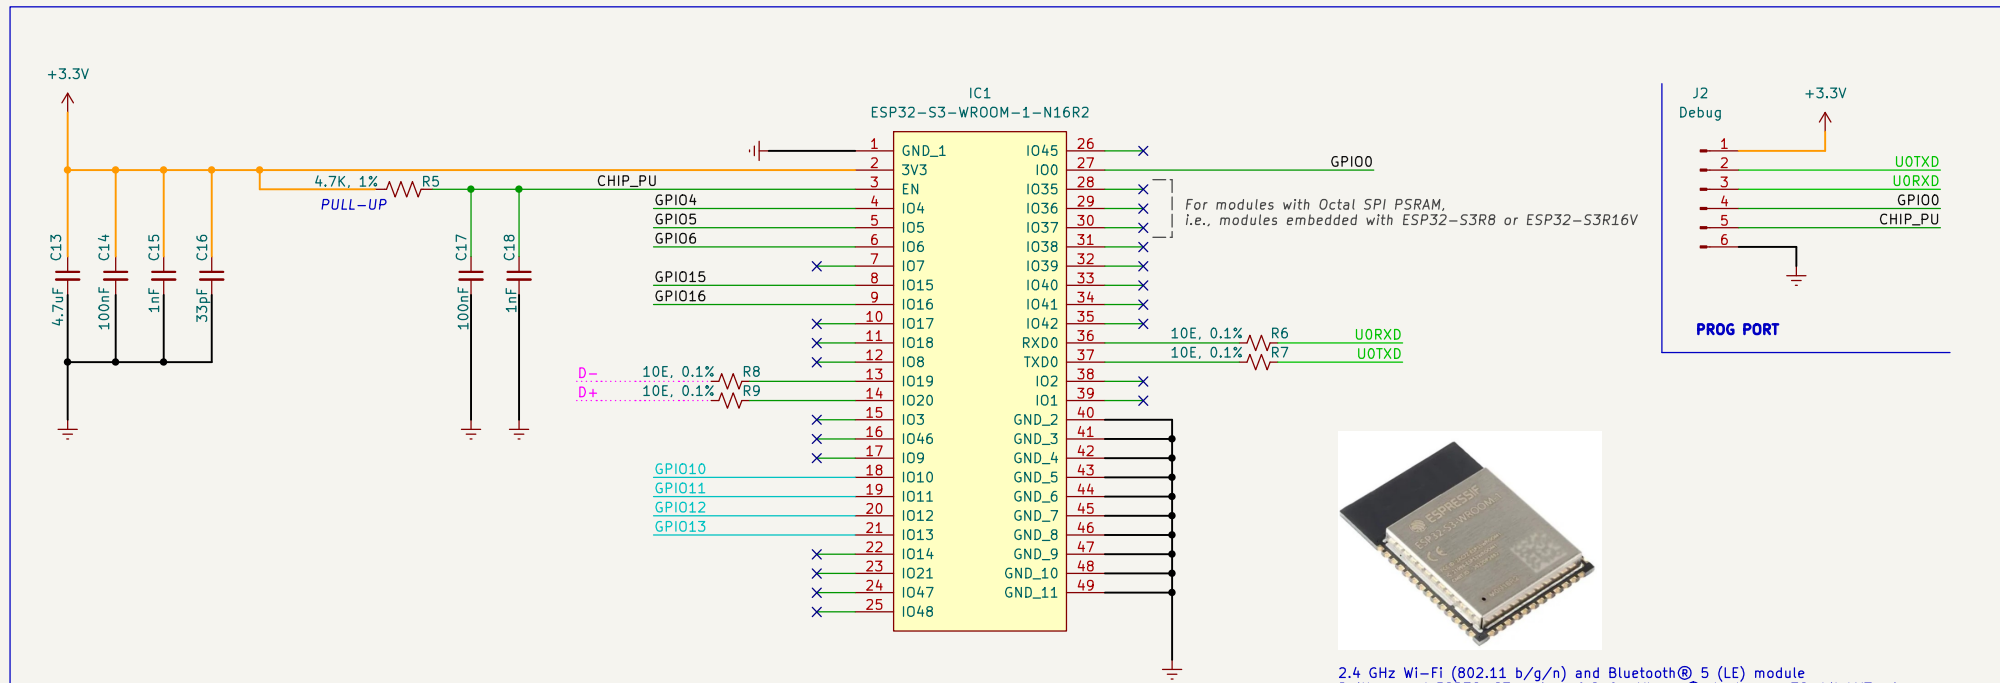 +3.3V
4.7K, 1%
R5
PULL-UP
CHIP_PU
C13
4.7uF
C14
100nF
C15
1nF
C16
33pF
C17
100nF
C18
1nF
GPIO4
GPIO5
GPIO6
GPIO15
GPIO16
D-
10E, 0.1%
R8
D+
10E, 0.1%
R9
GPIO10
GPIO11
GPIO12
GPIO13
IC1
ESP32-S3-WROOM-1-N16R2
1 GND_1
2 3V3
3 EN
4 IO4
5 IO5
6 IO6
7 IO7
8 IO15
9 IO16
10 IO17
11 IO18
12 IO8
13 IO19
14 IO20
15 IO3
16 IO46
17 IO9
18 IO10
19 IO11
20 IO12
21 IO13
22 IO14
23 IO21
24 IO47
25 IO48
IO45 26
IO0 27
IO35 28
IO36 29
IO37 30
IO38 31
IO39 32
IO40 33
IO41 34
IO42 35
RXD0 36
TXD0 37
IO2 38
IO1 39
GND_2 40
GND_3 41
GND_4 42
GND_5 43
GND_6 44
GND_7 45
GND_8 46
GND_9 47
GND_10 48
GND_11 49
GPIO0
For modules with Octal SPI PSRAM,
i.e., modules embedded with ESP32-S3R8 or ESP32-S3R16V
10E, 0.1%
R6
U0RXD
10E, 0.1%
R7
U0TXD
J2
Debug
+3.3V
1
2 U0TXD
3 U0RXD
4 GPIO0
5 CHIP_PU
6
PROG PORT
ESPRESSIF
ESP32-S3-WROOM-1
2.4 GHz Wi-Fi (802.11 b/g/n) and Bluetooth® 5 (LE) module